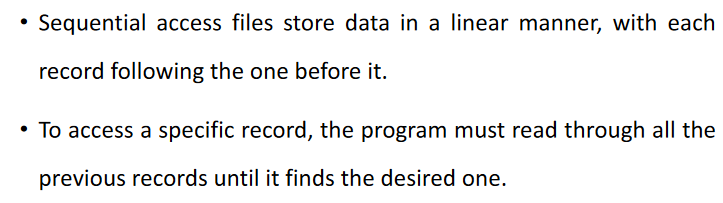 • Sequential access files store data in a linear manner, with each
record following the one before it.
• To access a specific record, the program must read through all the
previous records until it finds the desired one.